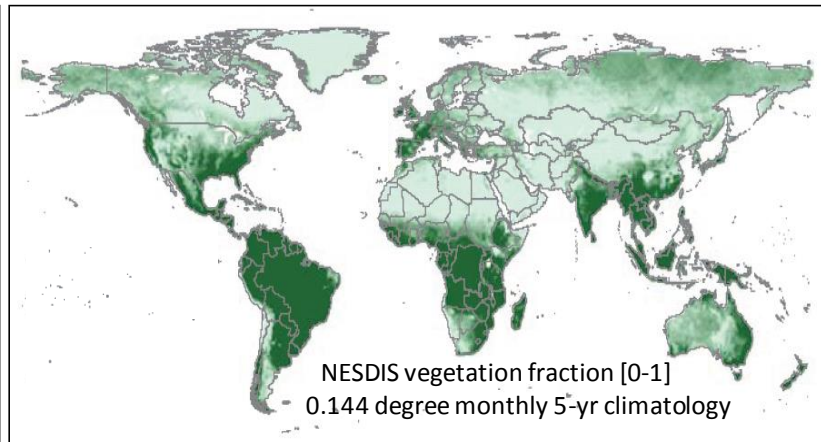 NESDIS vegetation fraction [0-1]
0.144 degree monthly 5-yr climatology